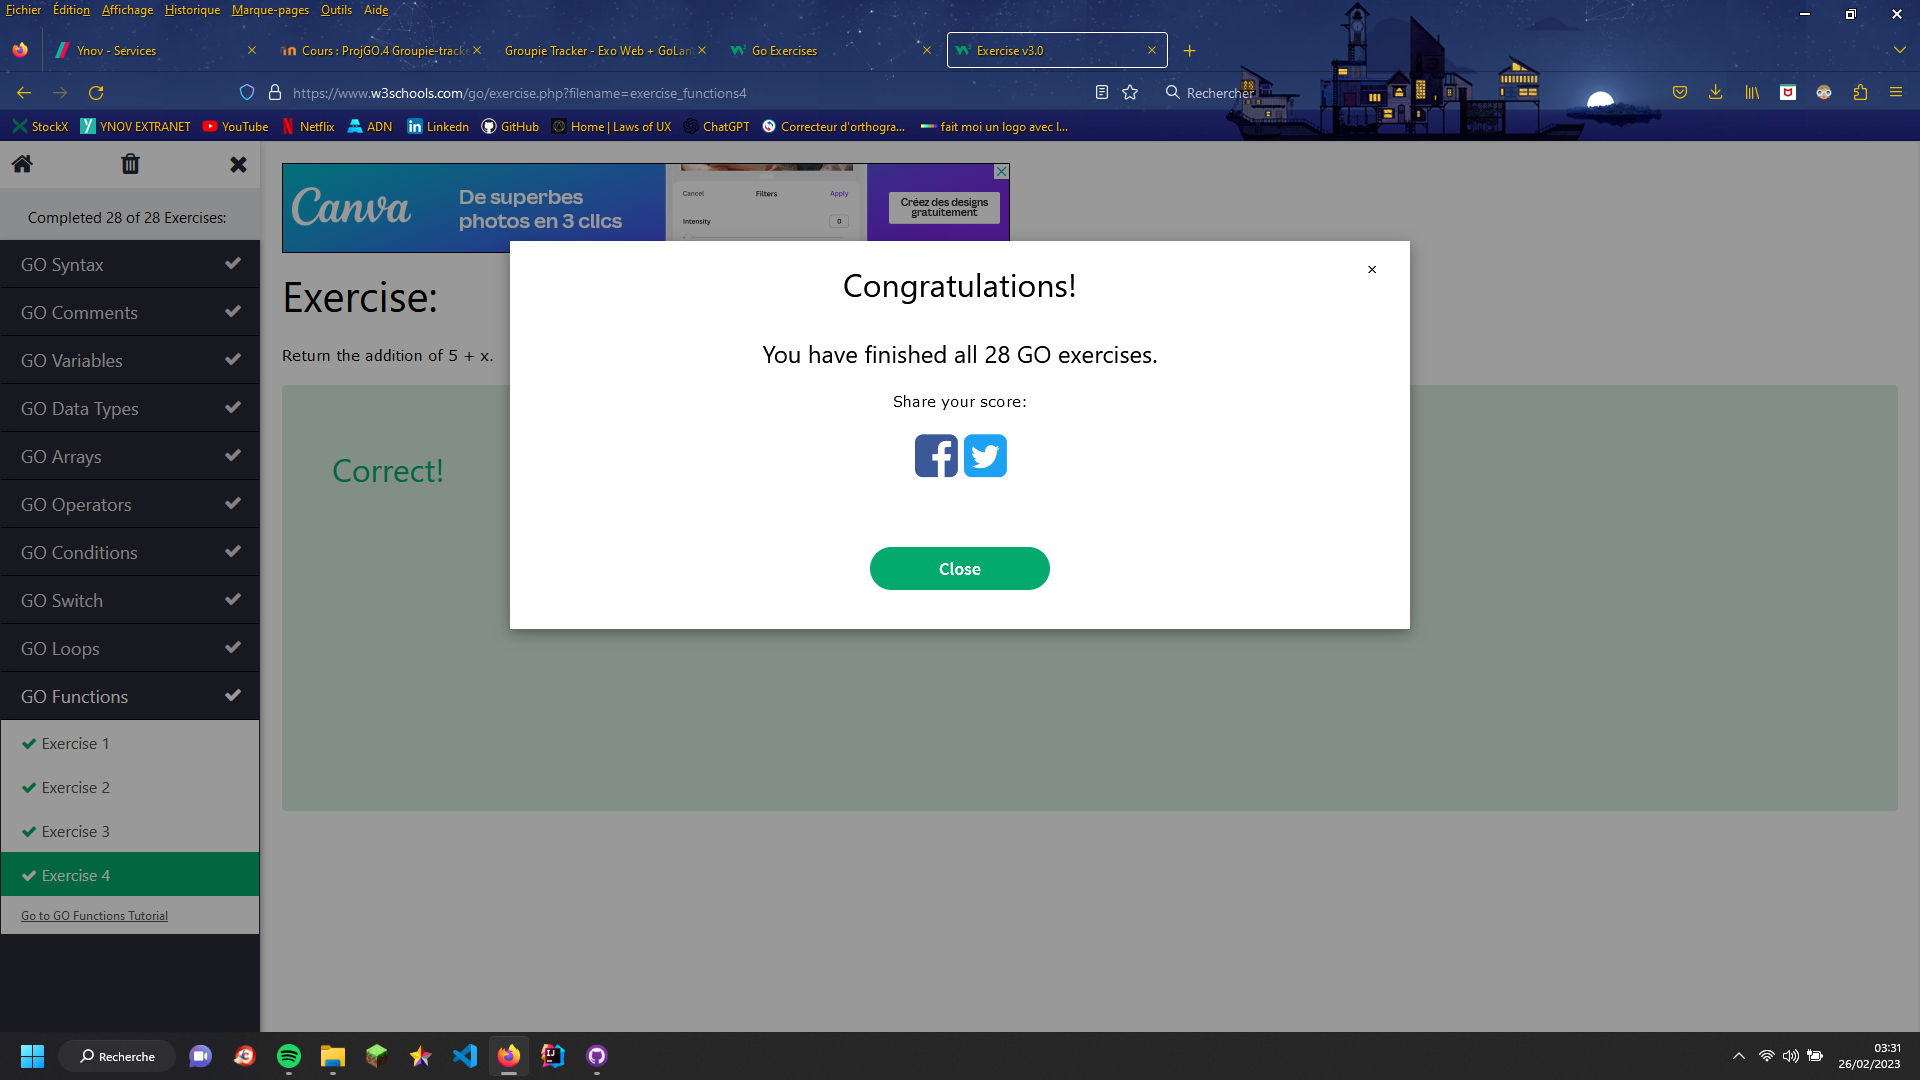 Fichier Édition Affichage Historique Marque-pages Outils Aide
Ynov - Services
Cours : ProjGO.4 Groupie-track
Groupie Tracker - Exo Web + GoLan
Go Exercises
Exercise v3.0
https://www.w3schools.com/go/exercise.php?filename=exercise_functions4
Rechercher
StockX
YNOV EXTRANET
YouTube
Netflix
ADN
Linkedn
GitHub
Home | Laws of UX
ChatGPT
Correcteur d'orthogra...
fait moi un logo avec l...
Completed 28 of 28 Exercises:
GO Syntax
GO Comments
GO Variables
GO Data Types
GO Arrays
GO Operators
GO Conditions
GO Switch
GO Loops
GO Functions
Exercise 1
Exercise 2
Exercise 3
Exercise 4
Go to GO Functions Tutorial
Canva
De superbes
photos en 3 clics
Cancel Filters Apply
Intensity 0
Créez des designs
gratuitement
Exercise:
Return the addition of 5 + x.
Correct!
Congratulations!
×
You have finished all 28 GO exercises.
Share your score:
Close
Recherche
03:31
26/02/2023